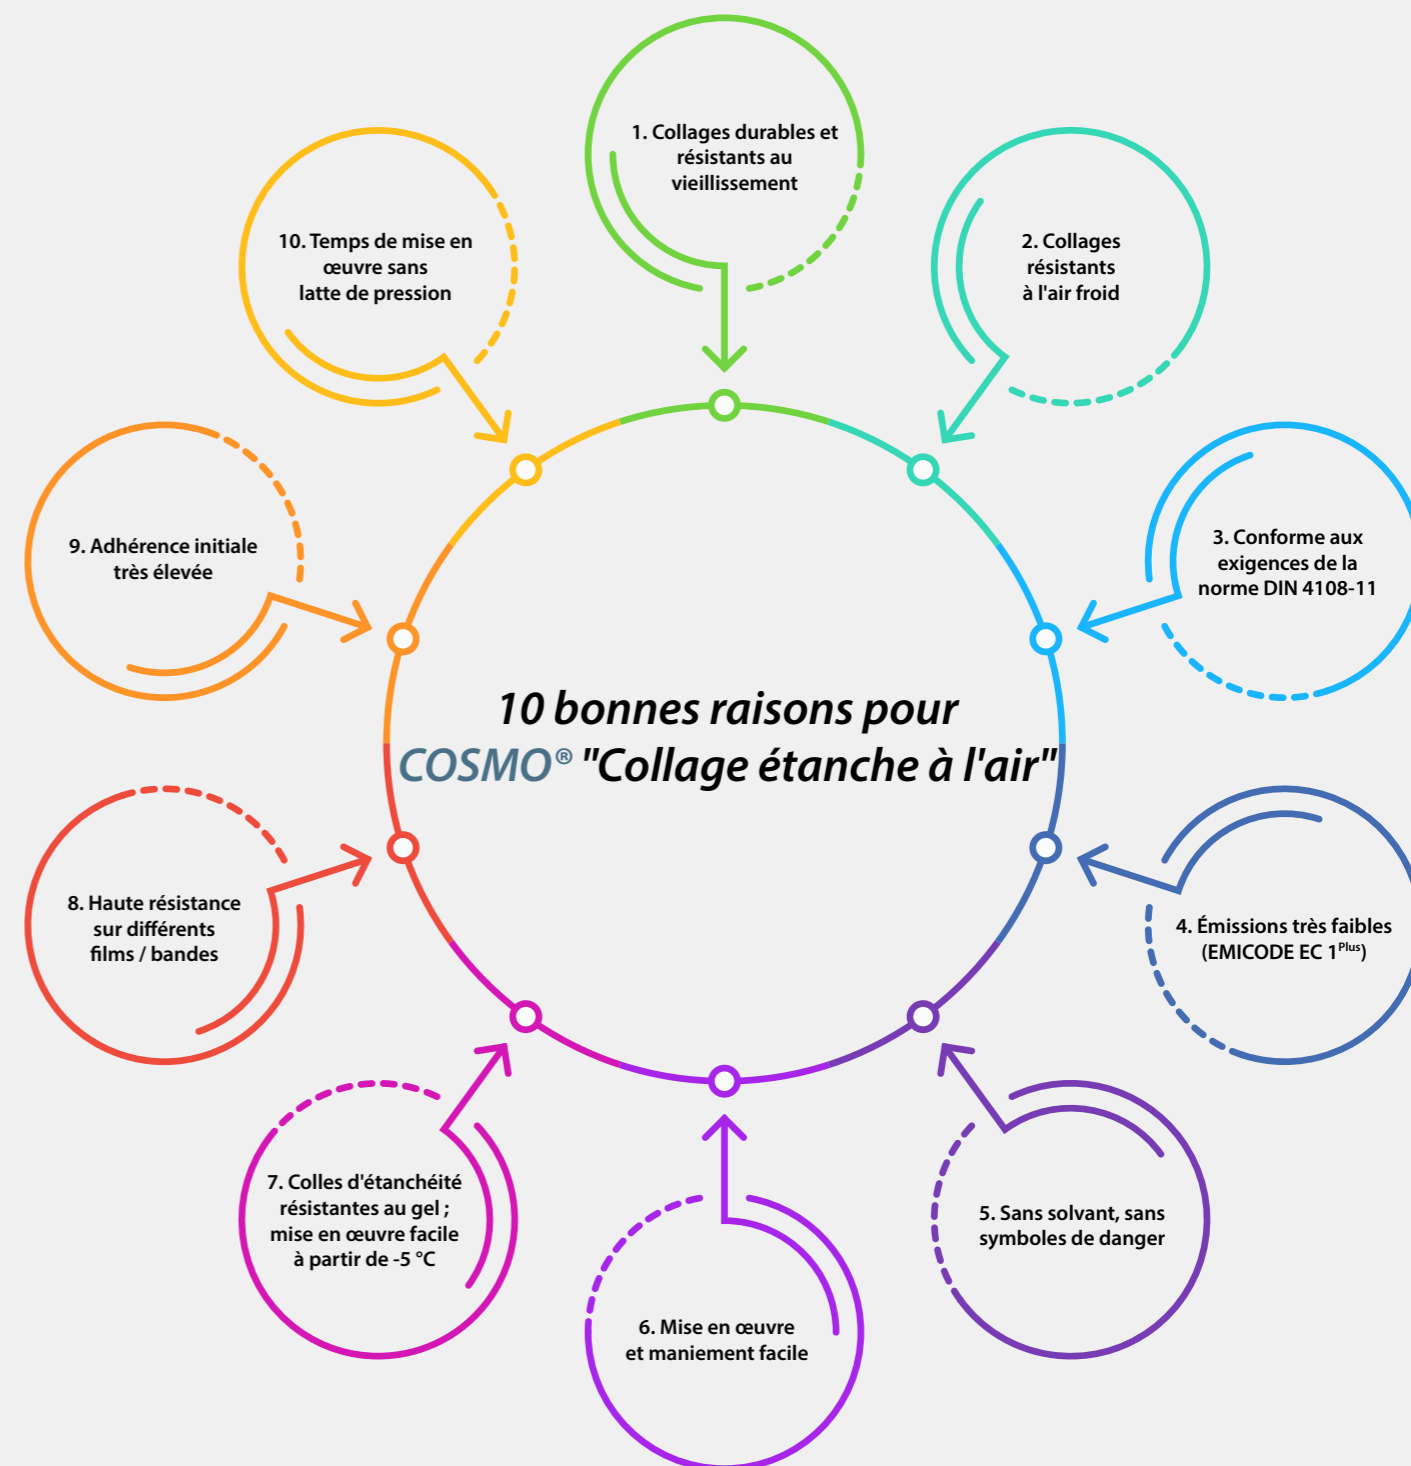 10 bonnes raisons pour
COSMO® "Collage étanche à l'air"
1. Collages durables et
résistants au
vieillissement
2. Collages
résistants
à l'air froid
3. Conforme aux
exigences de la
norme DIN 4108-11
4. Émissions très faibles
(EMICODE EC 1Plus)
5. Sans solvant, sans
symboles de danger
6. Mise en œuvre
et maniement facile
7. Colles d'étanchéité
résistantes au gel ;
mise en œuvre facile
à partir de -5 °C
8. Haute résistance
sur différents
films / bandes
9. Adhérence initiale
très élevée
10. Temps de mise en
œuvre sans
latte de pression